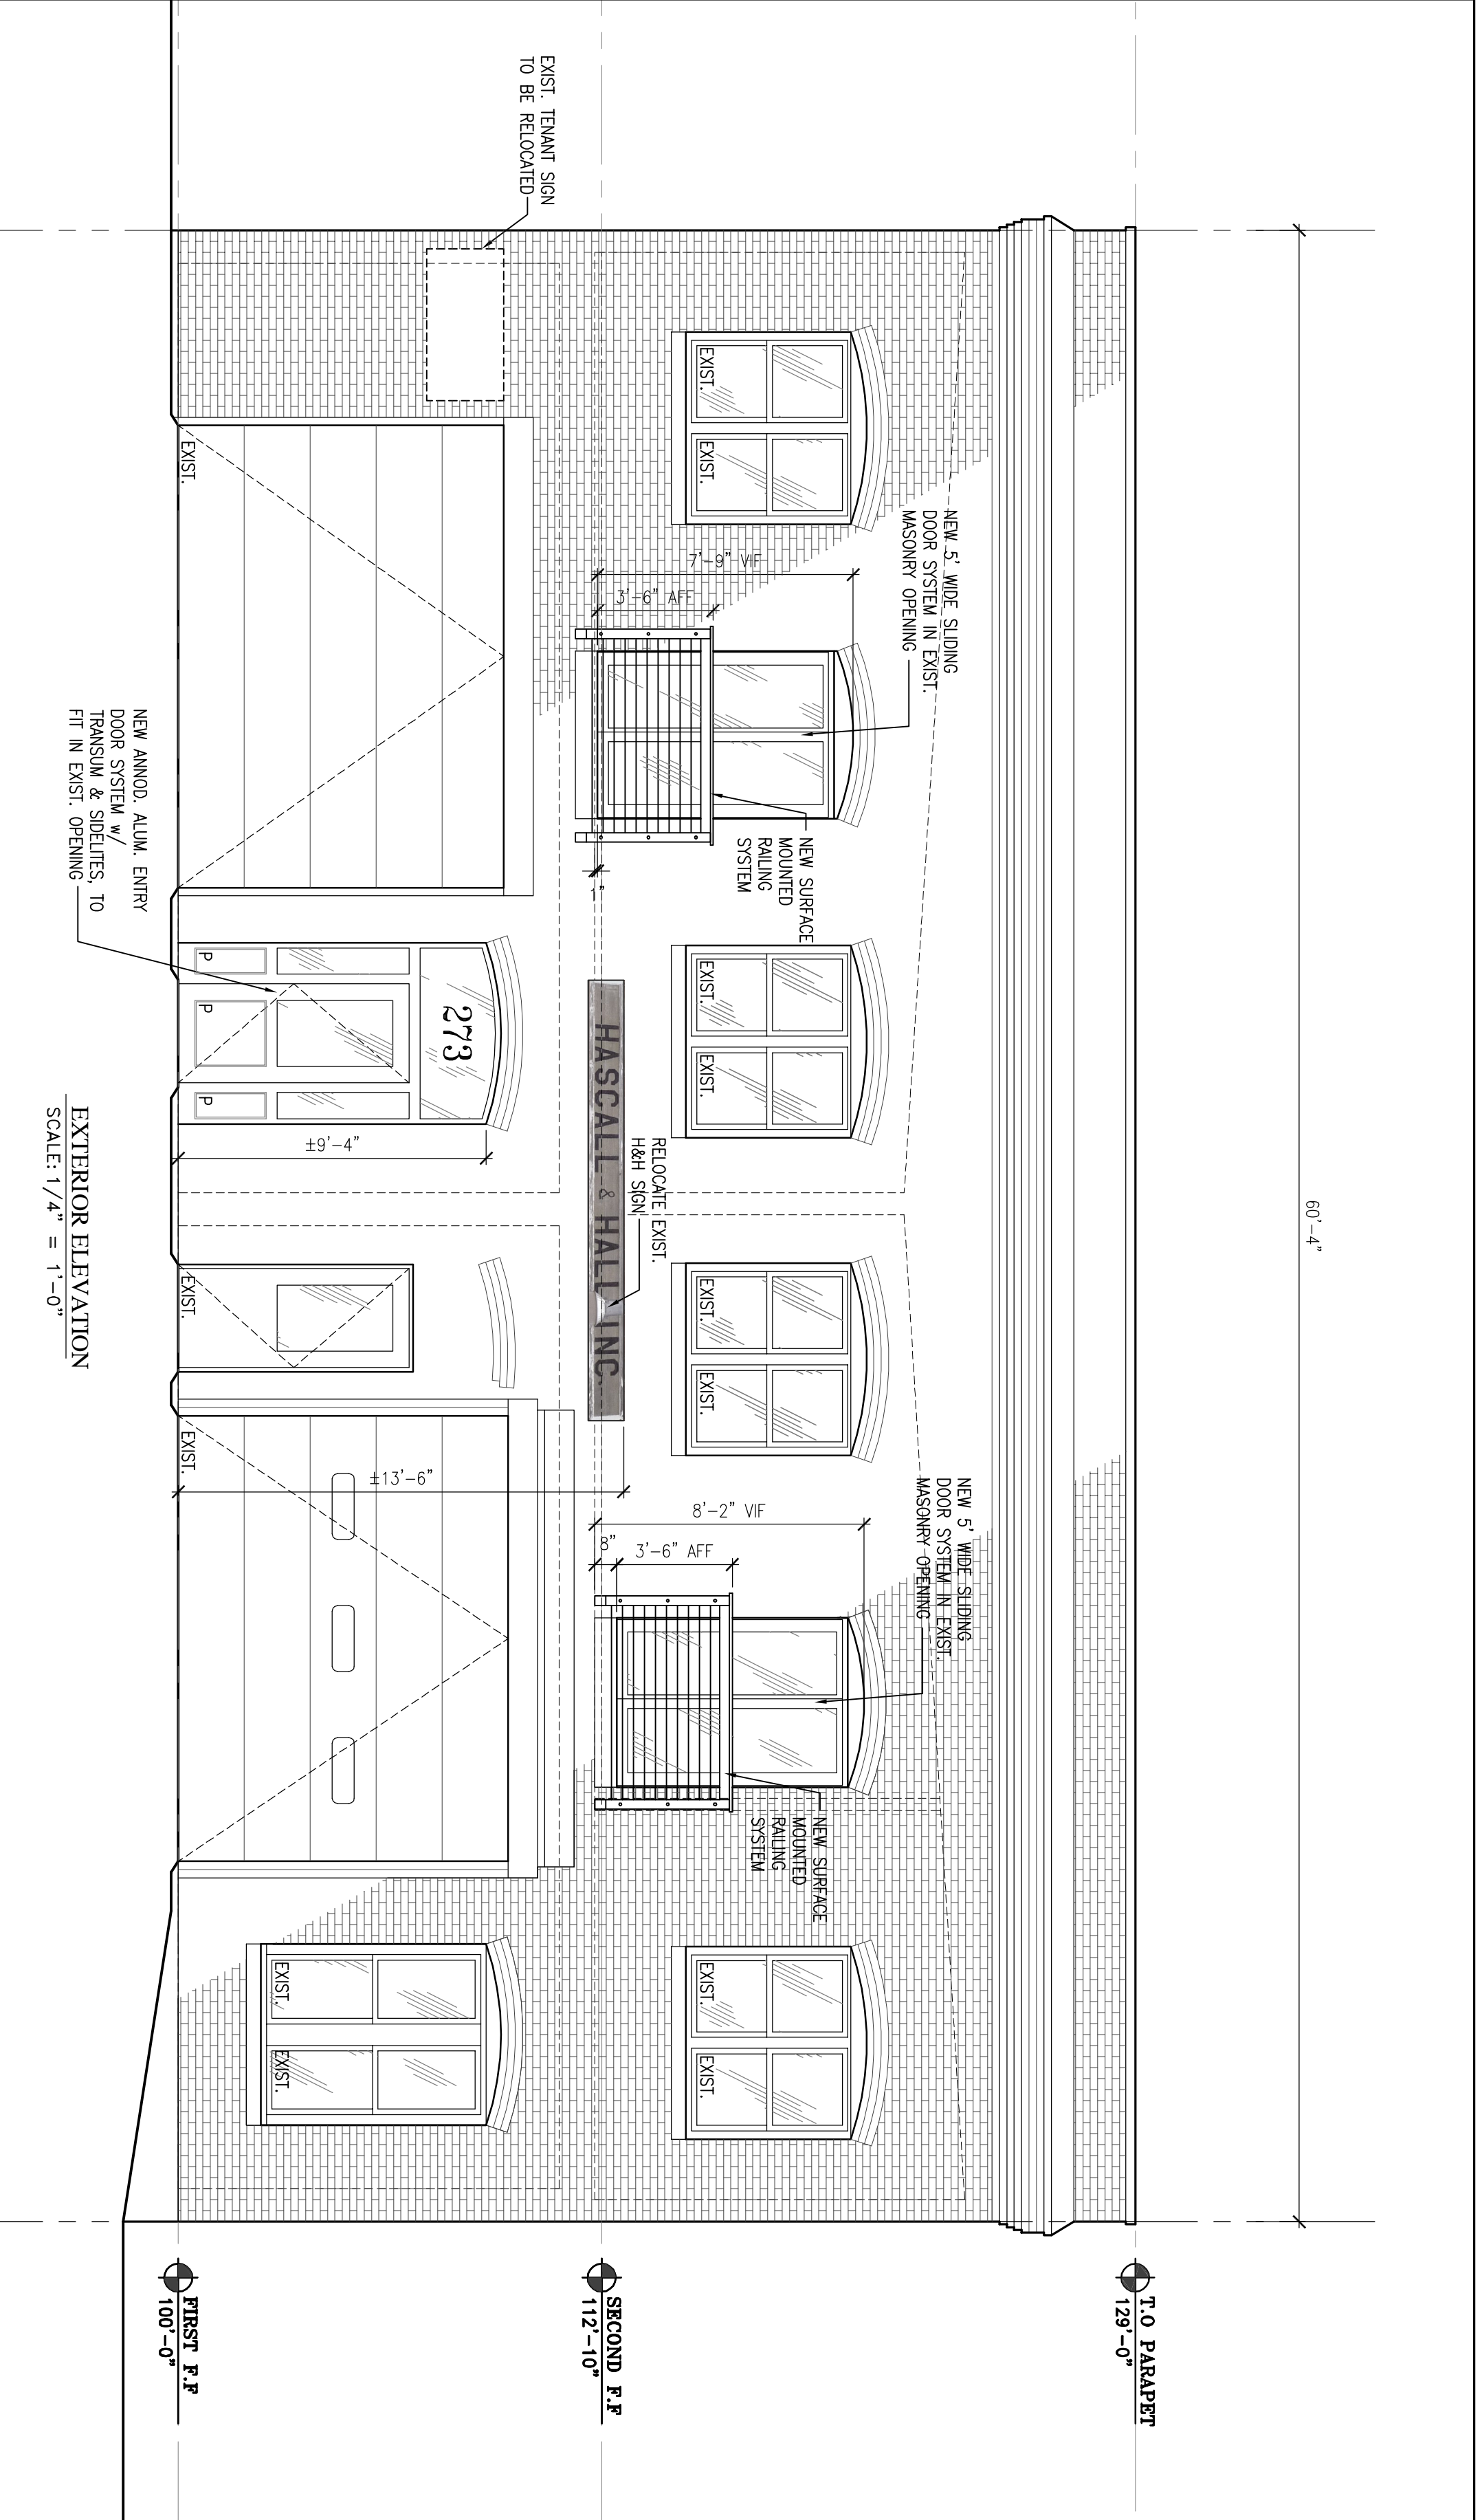 60'-4"
T.O PARAPET
129'-0"
SECOND F.F
112'-10"
FIRST F.F
100'-0"
EXIST. TENANT SIGN
TO BE RELOCATED
EXIST.
EXIST.
NEW 5' WIDE SLIDING
DOOR SYSTEM IN EXIST.
MASONRY OPENING
7'-9" VIF
3'-6" AFF
1"
NEW SURFACE
MOUNTED
RAILING
SYSTEM
EXIST.
EXIST.
EXIST.
EXIST.
NEW 5' WIDE SLIDING
DOOR SYSTEM IN EXIST.
MASONRY OPENING
8'-2" VIF
8"
3'-6" AFF
NEW SURFACE
MOUNTED
RAILING
SYSTEM
EXIST.
EXIST.
RELOCATE EXIST.
H&H SIGN
HASCALL & HALL INC.
±13'-6"
EXIST.
273
P
P
P
±9'-4"
EXIST.
EXIST.
EXIST.
EXIST.
NEW ANNOD. ALUM. ENTRY
DOOR SYSTEM w/
TRANSUM & SIDELITES, TO
FIT IN EXIST. OPENING
EXTERIOR ELEVATION
SCALE: 1/4" = 1'-0"